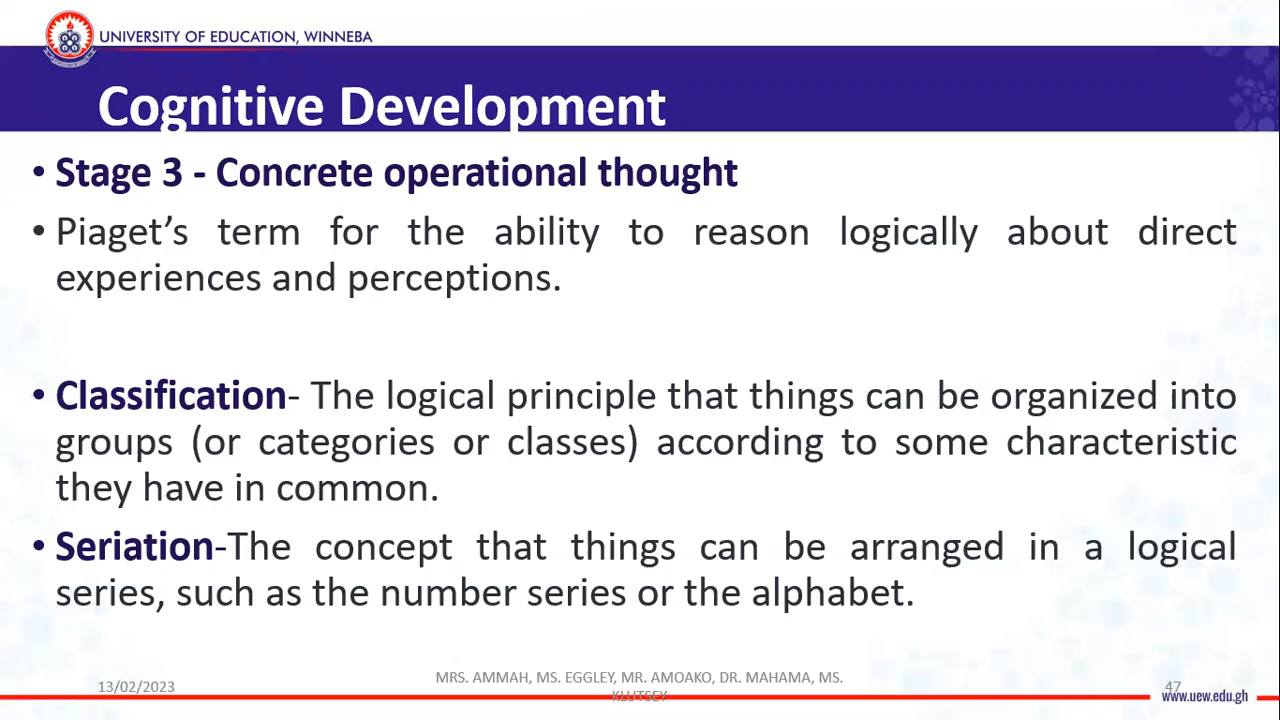 UNIVERSITY OF EDUCATION, WINNEBA
Cognitive Development
• Stage 3 - Concrete operational thought
• Piaget’s term for the ability to reason logically about direct
experiences and perceptions.
• Classification- The logical principle that things can be organized into
groups (or categories or classes) according to some characteristic
they have in common.
• Seriation-The concept that things can be arranged in a logical
series, such as the number series or the alphabet.
13/02/2023
MRS. AMMAH, MS. EGGLEY, MR. AMOAKO, DR. MAHAMA, MS.
KLUTSEY
47
www.uew.edu.gh